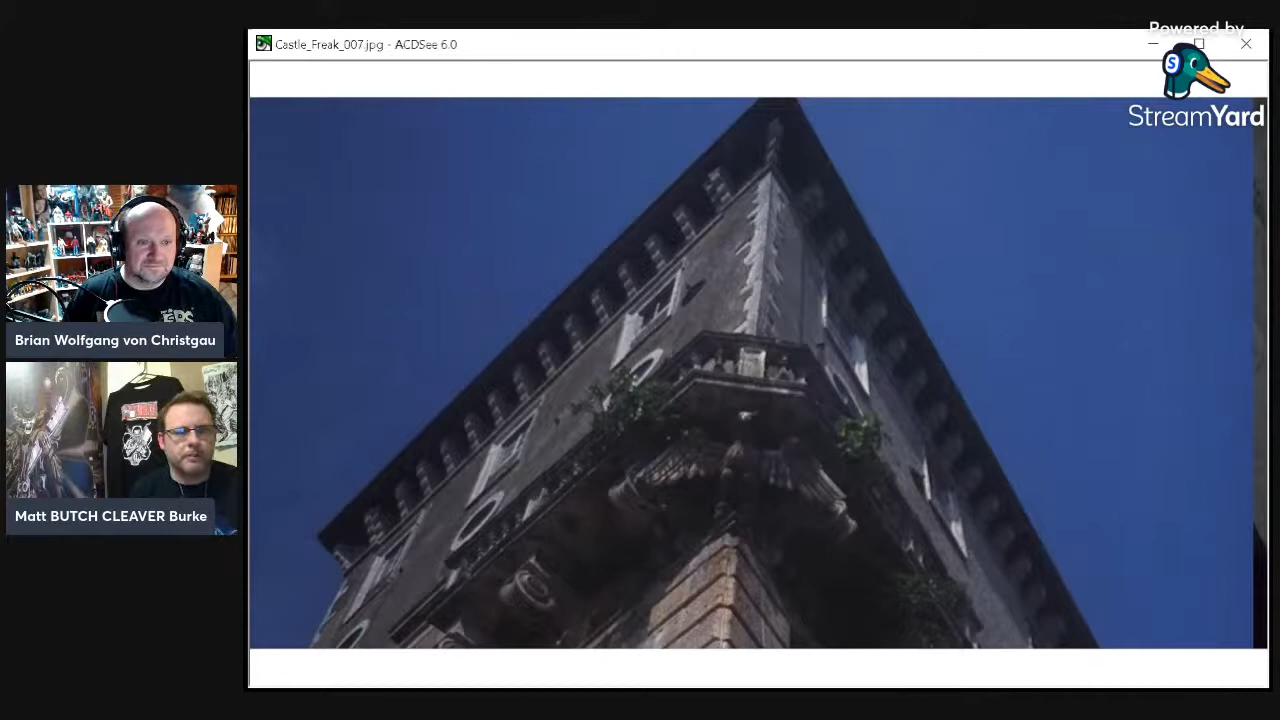 Castle_Freak_007.jpg - ACDSee 6.0
Powered by
StreamYard
Brian Wolfgang von Christgau
Matt BUTCH CLEAVER Burke